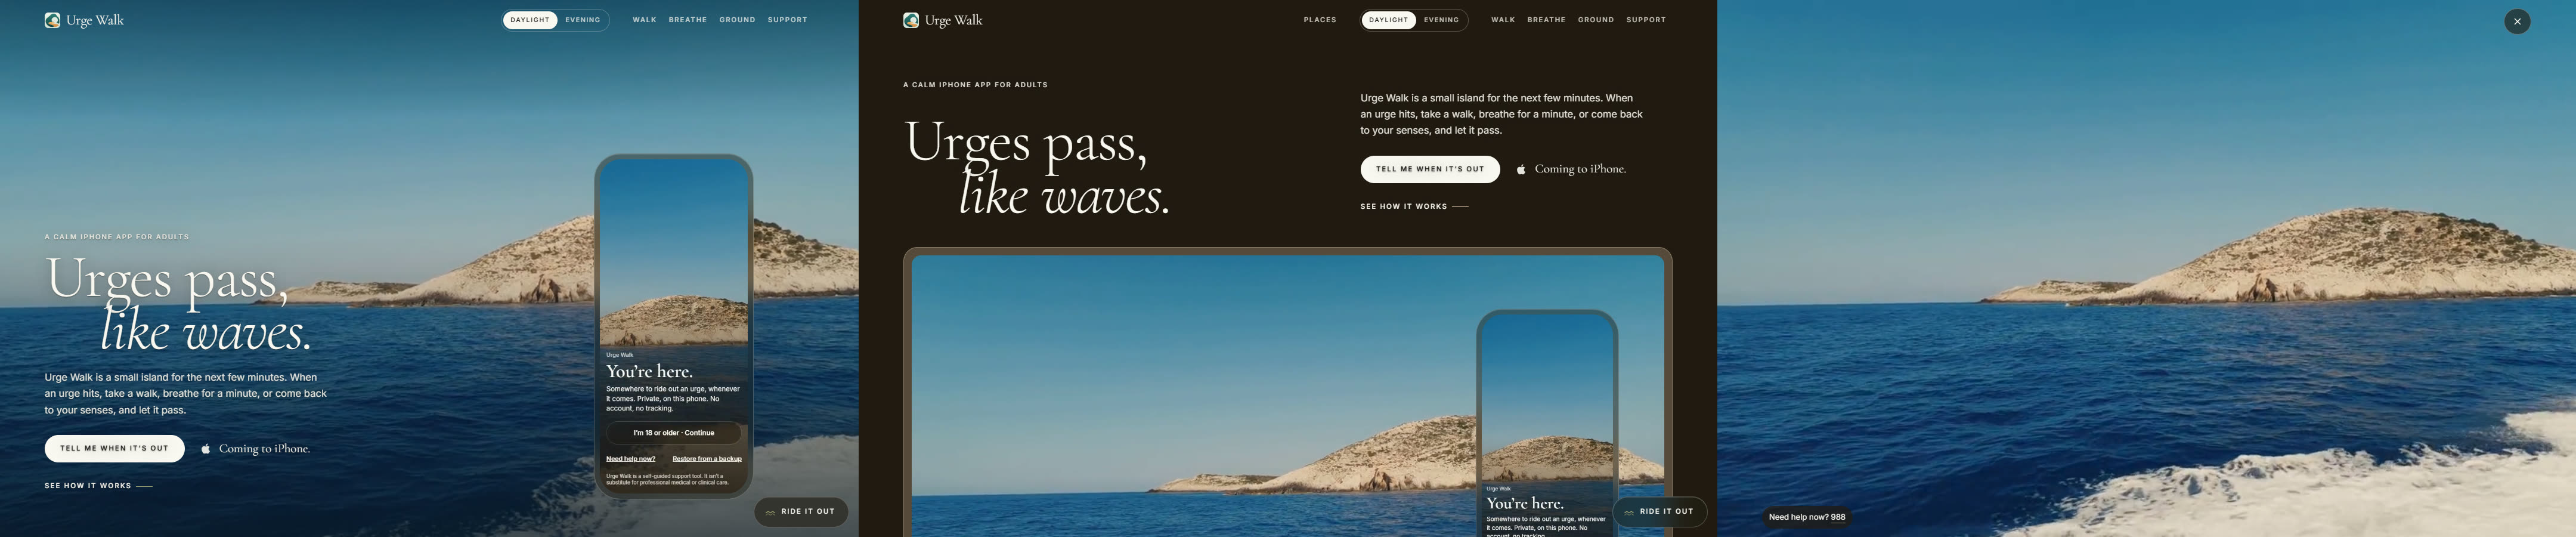 Urge Walk
DAYLIGHT EVENING
WALK BREATHE GROUND SUPPORT
A CALM IPHONE APP FOR ADULTS
Urges pass,
like waves.
Urge Walk is a small island for the next few minutes. When
an urge hits, take a walk, breathe for a minute, or come back
to your senses, and let it pass.
TELL ME WHEN IT'S OUT
Coming to iPhone.
SEE HOW IT WORKS
Urge Walk
You're here.
Somewhere to ride out an urge, whenever
it comes. Private, on this phone. No
account, no tracking.
I'm 18 or older · Continue
Need help now? Restore from a backup
Urge Walk is a self-guided support tool. It isn't a
substitute for professional medical or clinical care.
RIDE IT OUT
Urge Walk
PLACES
DAYLIGHT EVENING
WALK BREATHE GROUND SUPPORT
A CALM IPHONE APP FOR ADULTS
Urges pass,
like waves.
Urge Walk is a small island for the next few minutes. When
an urge hits, take a walk, breathe for a minute, or come back
to your senses, and let it pass.
TELL ME WHEN IT'S OUT
Coming to iPhone.
SEE HOW IT WORKS
Urge Walk
You're here.
Somewhere to ride out an urge, whenever
it comes. Private, on this phone. No
account, no tracking.
RIDE IT OUT
Need help now? 988